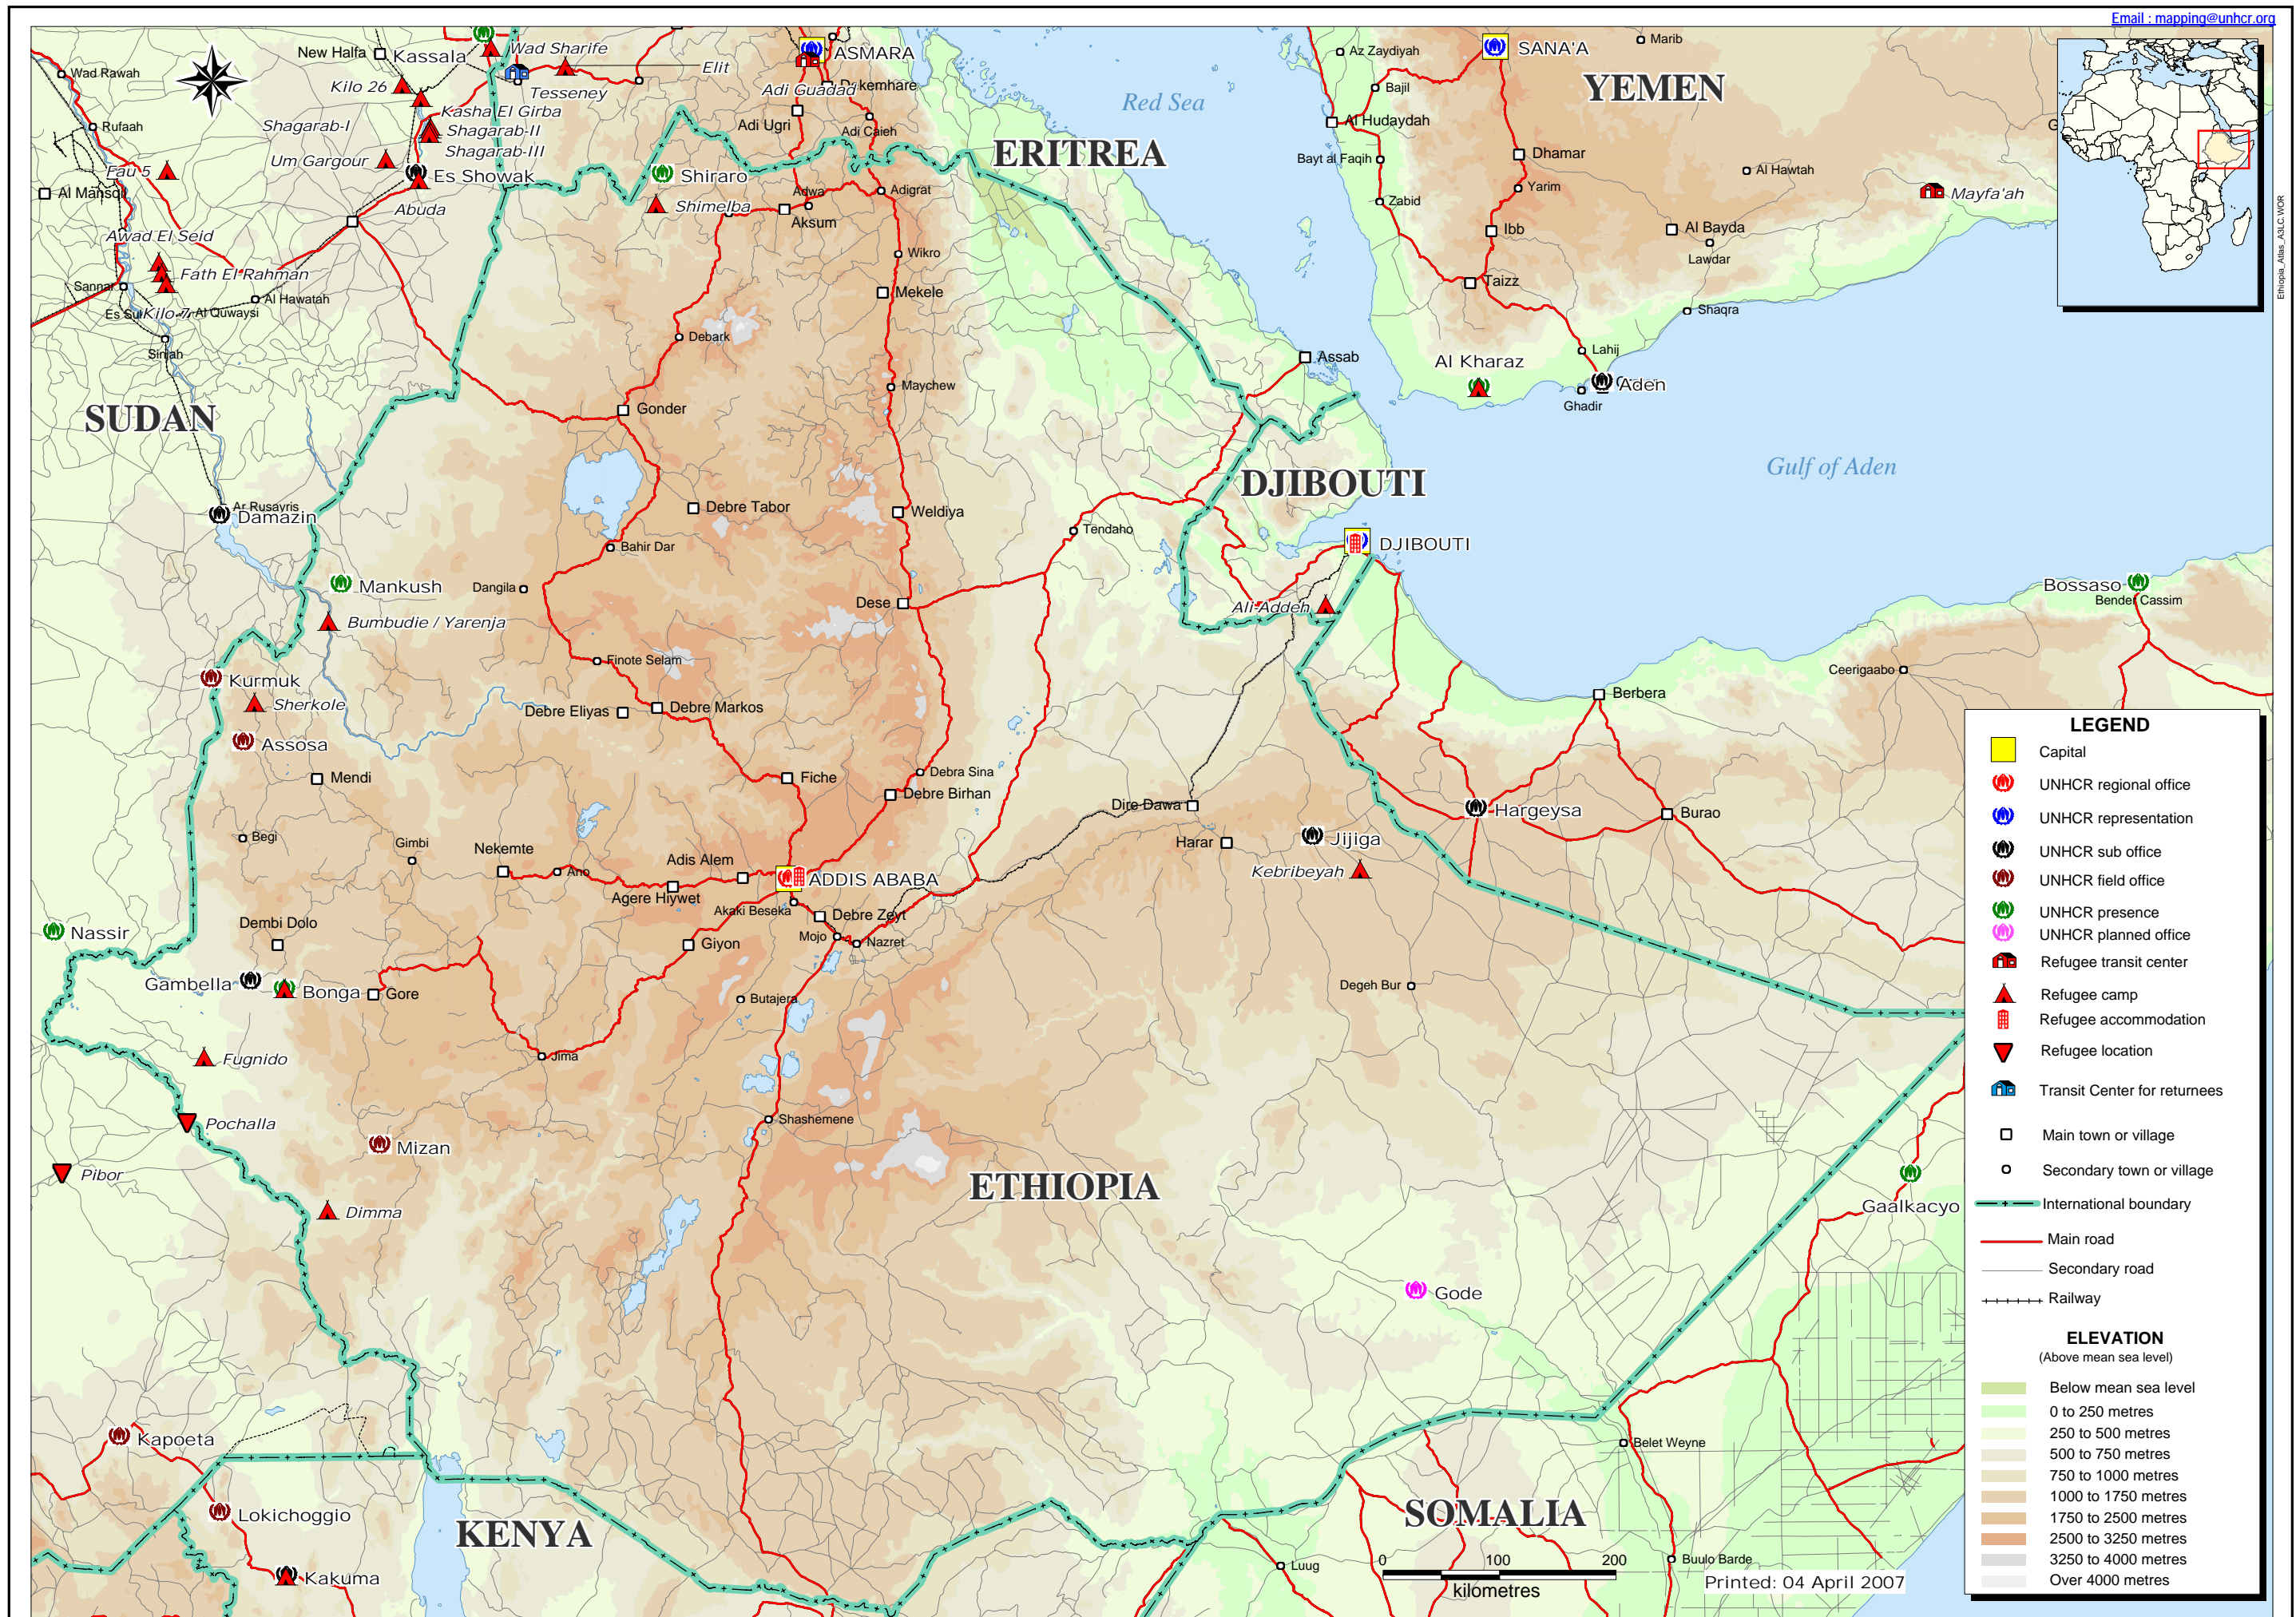 Email : mapping@unhcr.org
Ethiopia_Atlas_A3LC.WOR
New Halfa
Kassala
Wad Sharife
Elit
ASMARA
Az Zaydiyah
SANA'A
Marib
Wad Rawah
Kilo 26
Tesseney
Adi Guadad
Bajil
YEMEN
Red Sea
Kasha El Girba
Adi Ugri
Adi Caieh
Al Hudaydah
Rufaah
Shagarab-I
Shagarab-II
Shagarab-III
ERITREA
Bayt al Faqih
Dhamar
Al Hawtah
Um Gargour
Fau 5
Es Showak
Shiraro
Adwa
Adigrat
Yarim
Mayfa'ah
Abuda
Shimelba
Aksum
Zabid
Ibb
Al Bayda
Lawdar
Awad El Seid
Wikro
Fath El Rahman
Sannar
Al Hawatah
Mekele
Taizz
Kilo 7
Al Quwaysi
Shaqra
Sinjah
Debark
Lahij
Assab
Al Kharaz
Aden
Ghadir
Maychew
SUDAN
Gonder
Gulf of Aden
DJIBOUTI
Ar Rusayris
Damazin
Debre Tabor
Weldiya
Tendaho
Bahir Dar
DJIBOUTI
Mankush
Dangila
Dese
Ali-Addeh
Bossaso
Bender Cassim
Bumbudie / Yarenja
Finote Selam
Ceerigaabo
Kurmuk
Sherkole
Debre Eliyas
Debre Markos
Berbera
Assosa
Mendi
Fiche
Debra Sina
Debre Birhan
Dire Dawa
Hargeysa
Burao
Begi
Gimbi
Nekemte
Ano
Adis Alem
Harar
Jijiga
Kebribeyah
ADDIS ABABA
Agere Hiywet
Akaki Beseka
Debre Zeyt
Nassir
Dembi Dolo
Giyon
Mojo
Nazret
Gambella
Bonga
Gore
Butajera
Degeh Bur
Fugnido
Jima
Pochalla
Shashemene
Mizan
Pibor
ETHIOPIA
Dimma
Gaalkacyo
Gode
Kapoeta
Belet Weyne
Lokichoggio
KENYA
SOMALIA
Kakuma
Luug
Buulo Barde
0 100 200
kilometres
Printed: 04 April 2007
LEGEND
Capital
UNHCR regional office
UNHCR representation
UNHCR sub office
UNHCR field office
UNHCR presence
UNHCR planned office
Refugee transit center
Refugee camp
Refugee accommodation
Refugee location
Transit Center for returnees
Main town or village
Secondary town or village
International boundary
Main road
Secondary road
Railway
ELEVATION
(Above mean sea level)
Below mean sea level
0 to 250 metres
250 to 500 metres
500 to 750 metres
750 to 1000 metres
1000 to 1750 metres
1750 to 2500 metres
2500 to 3250 metres
3250 to 4000 metres
Over 4000 metres